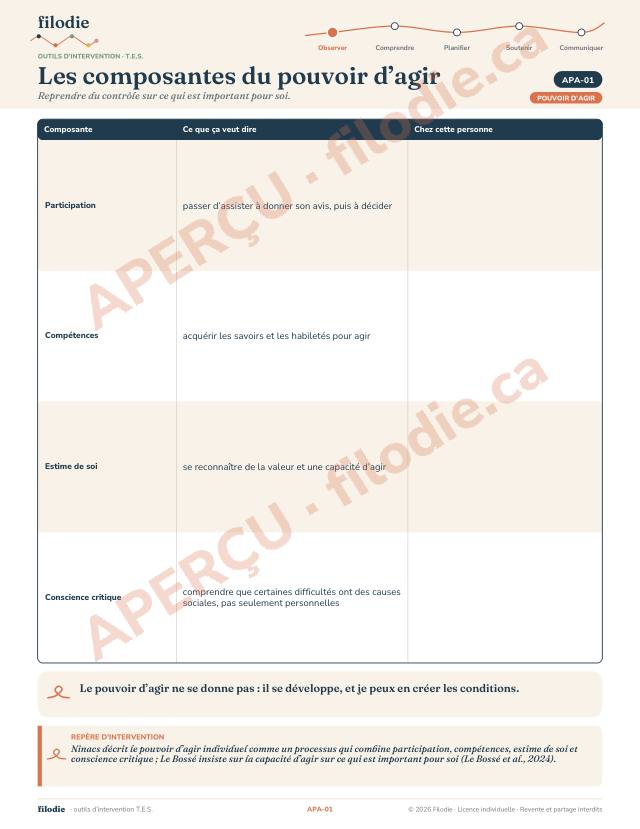 filodie
OUTILS D'INTERVENTION · T.E.S.
Observer Comprendre Planifier Soutenir Communiquer
Les composantes du pouvoir d'agir
Reprendre du contrôle sur ce qui est important pour soi.
APA-01
POUVOIR D'AGIR
Composante Ce que ça veut dire Chez cette personne
Participation passer d'assister à donner son avis, puis à décider
Compétences acquérir les savoirs et les habiletés pour agir
Estime de soi se reconnaître de la valeur et une capacité d'agir
Conscience critique comprendre que certaines difficultés ont des causes
sociales, pas seulement personnelles
APERÇU · filodie.ca
APERÇU · filodie.ca
Le pouvoir d'agir ne se donne pas : il se développe, et je peux en créer les conditions.
REPÈRE D'INTERVENTION
Ninacs décrit le pouvoir d'agir individuel comme un processus qui combine participation, compétences, estime de soi et
conscience critique ; Le Bossé insiste sur la capacité d'agir sur ce qui est important pour soi (Le Bossé et al., 2024).
filodie · outils d'intervention T.E.S. APA-01 © 2026 Filodie · Licence individuelle · Revente et partage interdits